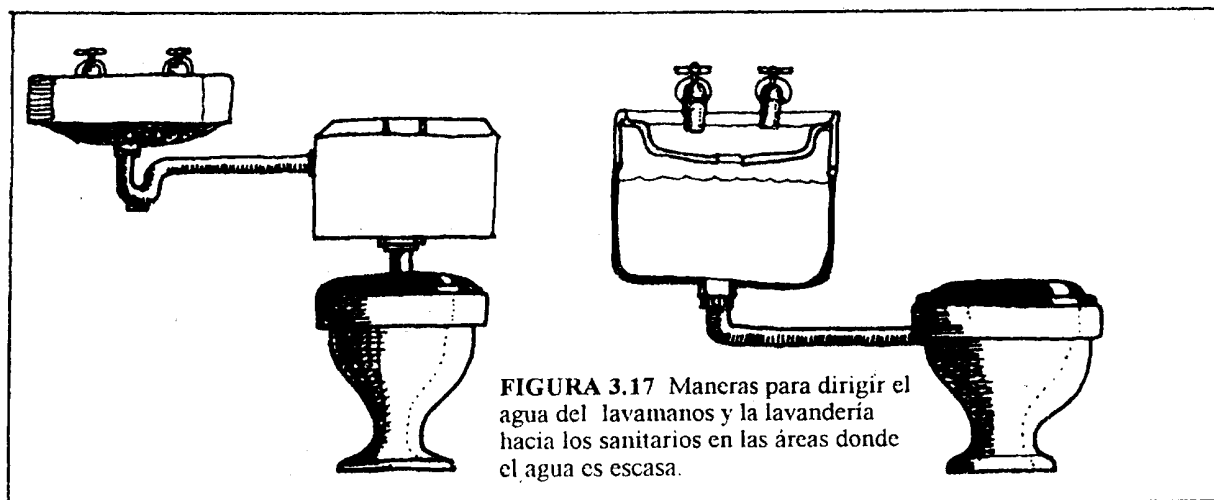 FIGURA 3.17 Maneras para dirigir el
agua del lavamanos y la lavandería
hacia los sanitarios en las áreas donde
el agua es escasa.